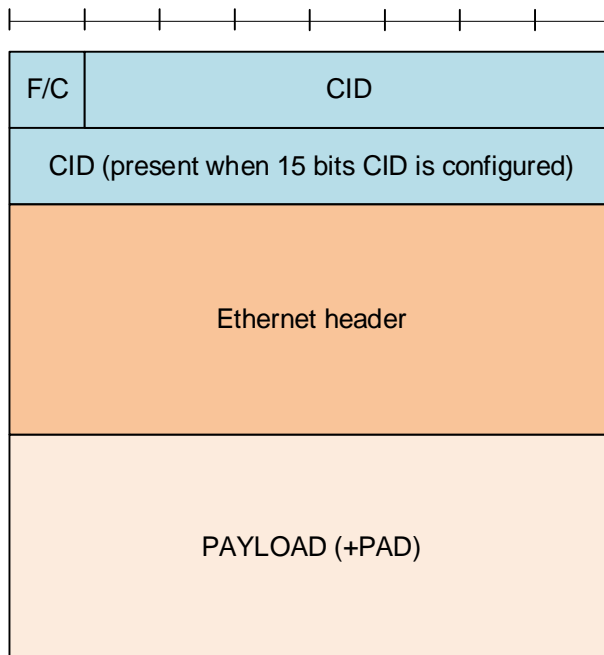 F/C CID
CID (present when 15 bits CID is configured)
Ethernet header
PAYLOAD (+PAD)